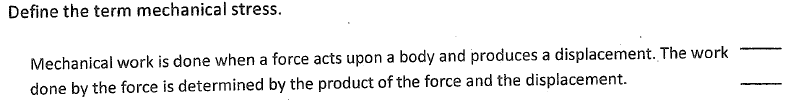 Define the term mechanical stress.
Mechanical work is done when a force acts upon a body and produces a displacement. The work
done by the force is determined by the product of the force and the displacement.